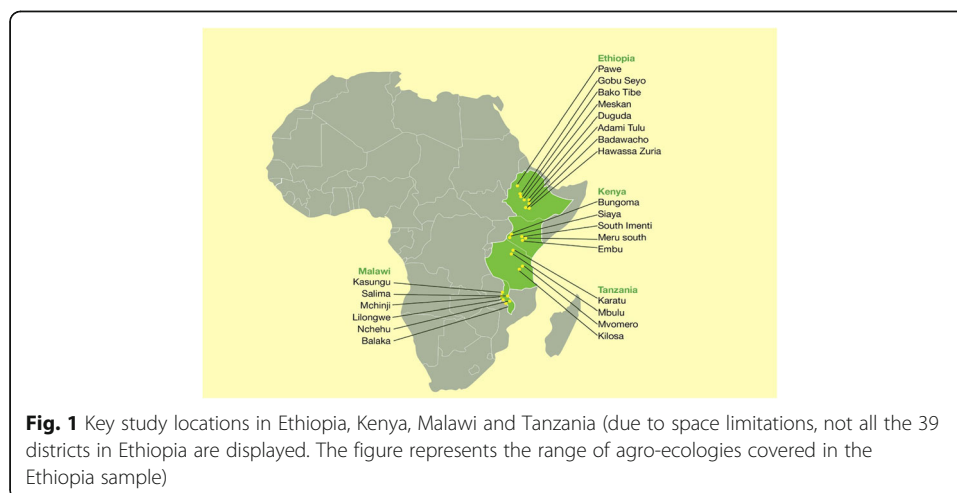 Ethiopia
Pawe
Gobu Seyo
Bako Tibe
Meskan
Duguda
Adami Tulu
Badawacho
Hawassa Zuria
Kenya
Bungoma
Siaya
South Imenti
Meru south
Embu
Malawi
Kasungu
Salima
Mchinji
Lilongwe
Nchehu
Balaka
Tanzania
Karatu
Mbulu
Mvomero
Kilosa
Fig. 1 Key study locations in Ethiopia, Kenya, Malawi and Tanzania (due to space limitations, not all the 39
districts in Ethiopia are displayed. The figure represents the range of agro-ecologies covered in the
Ethiopia sample)